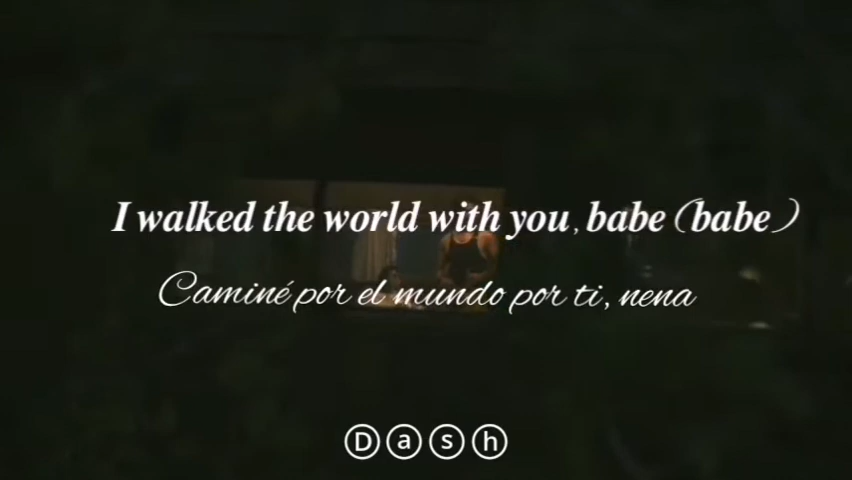 I walked the world with you, babe (babe)
Caminé por el mundo por ti, nena
Dash